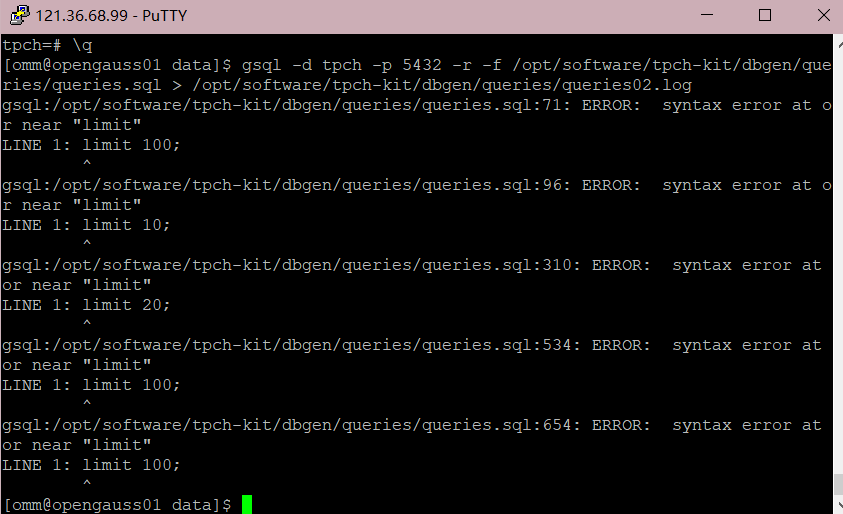 121.36.68.99 - PuTTY
tpch=# \q
[omm@opengauss01 data]$ gsql -d tpch -p 5432 -r -f /opt/software/tpch-kit/dbgen/que
ries/queries.sql > /opt/software/tpch-kit/dbgen/queries/queries02.log
gsql:/opt/software/tpch-kit/dbgen/queries/queries.sql:71: ERROR:  syntax error at o
r near "limit"
LINE 1: limit 100;
        ^
gsql:/opt/software/tpch-kit/dbgen/queries/queries.sql:96: ERROR:  syntax error at o
r near "limit"
LINE 1: limit 10;
        ^
gsql:/opt/software/tpch-kit/dbgen/queries/queries.sql:310: ERROR:  syntax error at
or near "limit"
LINE 1: limit 20;
        ^
gsql:/opt/software/tpch-kit/dbgen/queries/queries.sql:534: ERROR:  syntax error at
or near "limit"
LINE 1: limit 100;
        ^
gsql:/opt/software/tpch-kit/dbgen/queries/queries.sql:654: ERROR:  syntax error at
or near "limit"
LINE 1: limit 100;
        ^
[omm@opengauss01 data]$